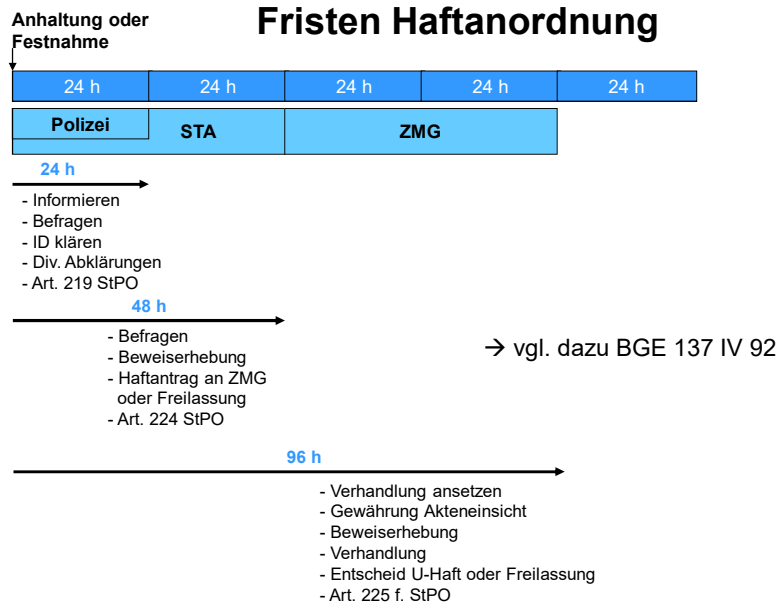 Anhaltung oder
Festnahme
Fristen Haftanordnung
24 h 24 h 24 h 24 h 24 h
Polizei STA ZMG
24 h
- Informieren
- Befragen
- ID klären
- Div. Abklärungen
- Art. 219 StPO
48 h
- Befragen
- Beweiserhebung
- Haftantrag an ZMG
oder Freilassung
- Art. 224 StPO
→ vgl. dazu BGE 137 IV 92
96 h
- Verhandlung ansetzen
- Gewährung Akteneinsicht
- Beweiserhebung
- Verhandlung
- Entscheid U-Haft oder Freilassung
- Art. 225 f. StPO